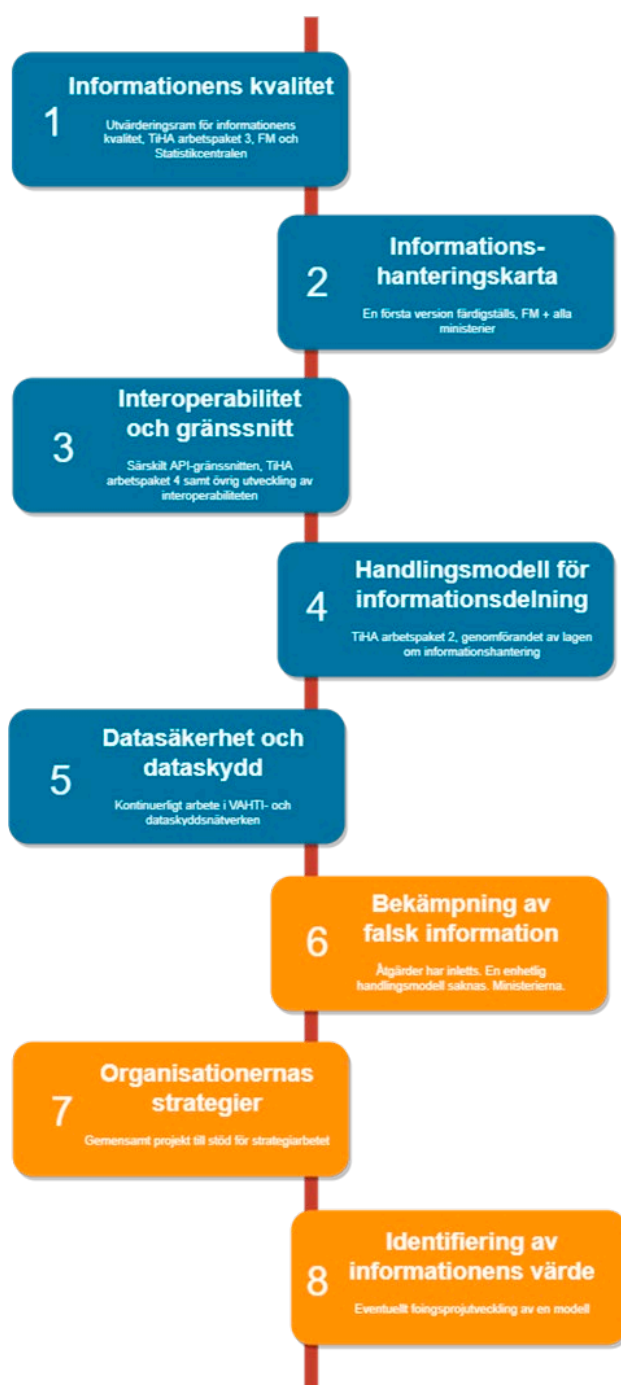 Informationens kvalitet
1
Utvärderingsram för informationens
kvalitet, TiHA arbetspaket 3, FM och
Statistikcentralen
Informations-
hanteringskarta
2
En första version färdigställs, FM + alla
ministerier
Interoperabilitet
och gränssnitt
3
Särskilt API-gränssnitten, TiHA
arbetspaket 4 samt övrig utveckling av
interoperabiliteten
Handlingsmodell för
informationsdelning
4
TiHA arbetspaket 2, genomförandet av lagen
om informationshantering
Datasäkerhet och
dataskydd
5
Kontinuerligt arbete i VAHTI- och
dataskyddsnätverken
Bekämpning av
falsk information
6
Åtgärder har inletts. En enhetlig
handlingsmodell saknas. Ministerierna.
Organisationernas
strategier
7
Gemensamt projekt till stöd för strategiarbetet
Identifiering av
informationens värde
8
Eventuellt foingsprojutveckling av en modell